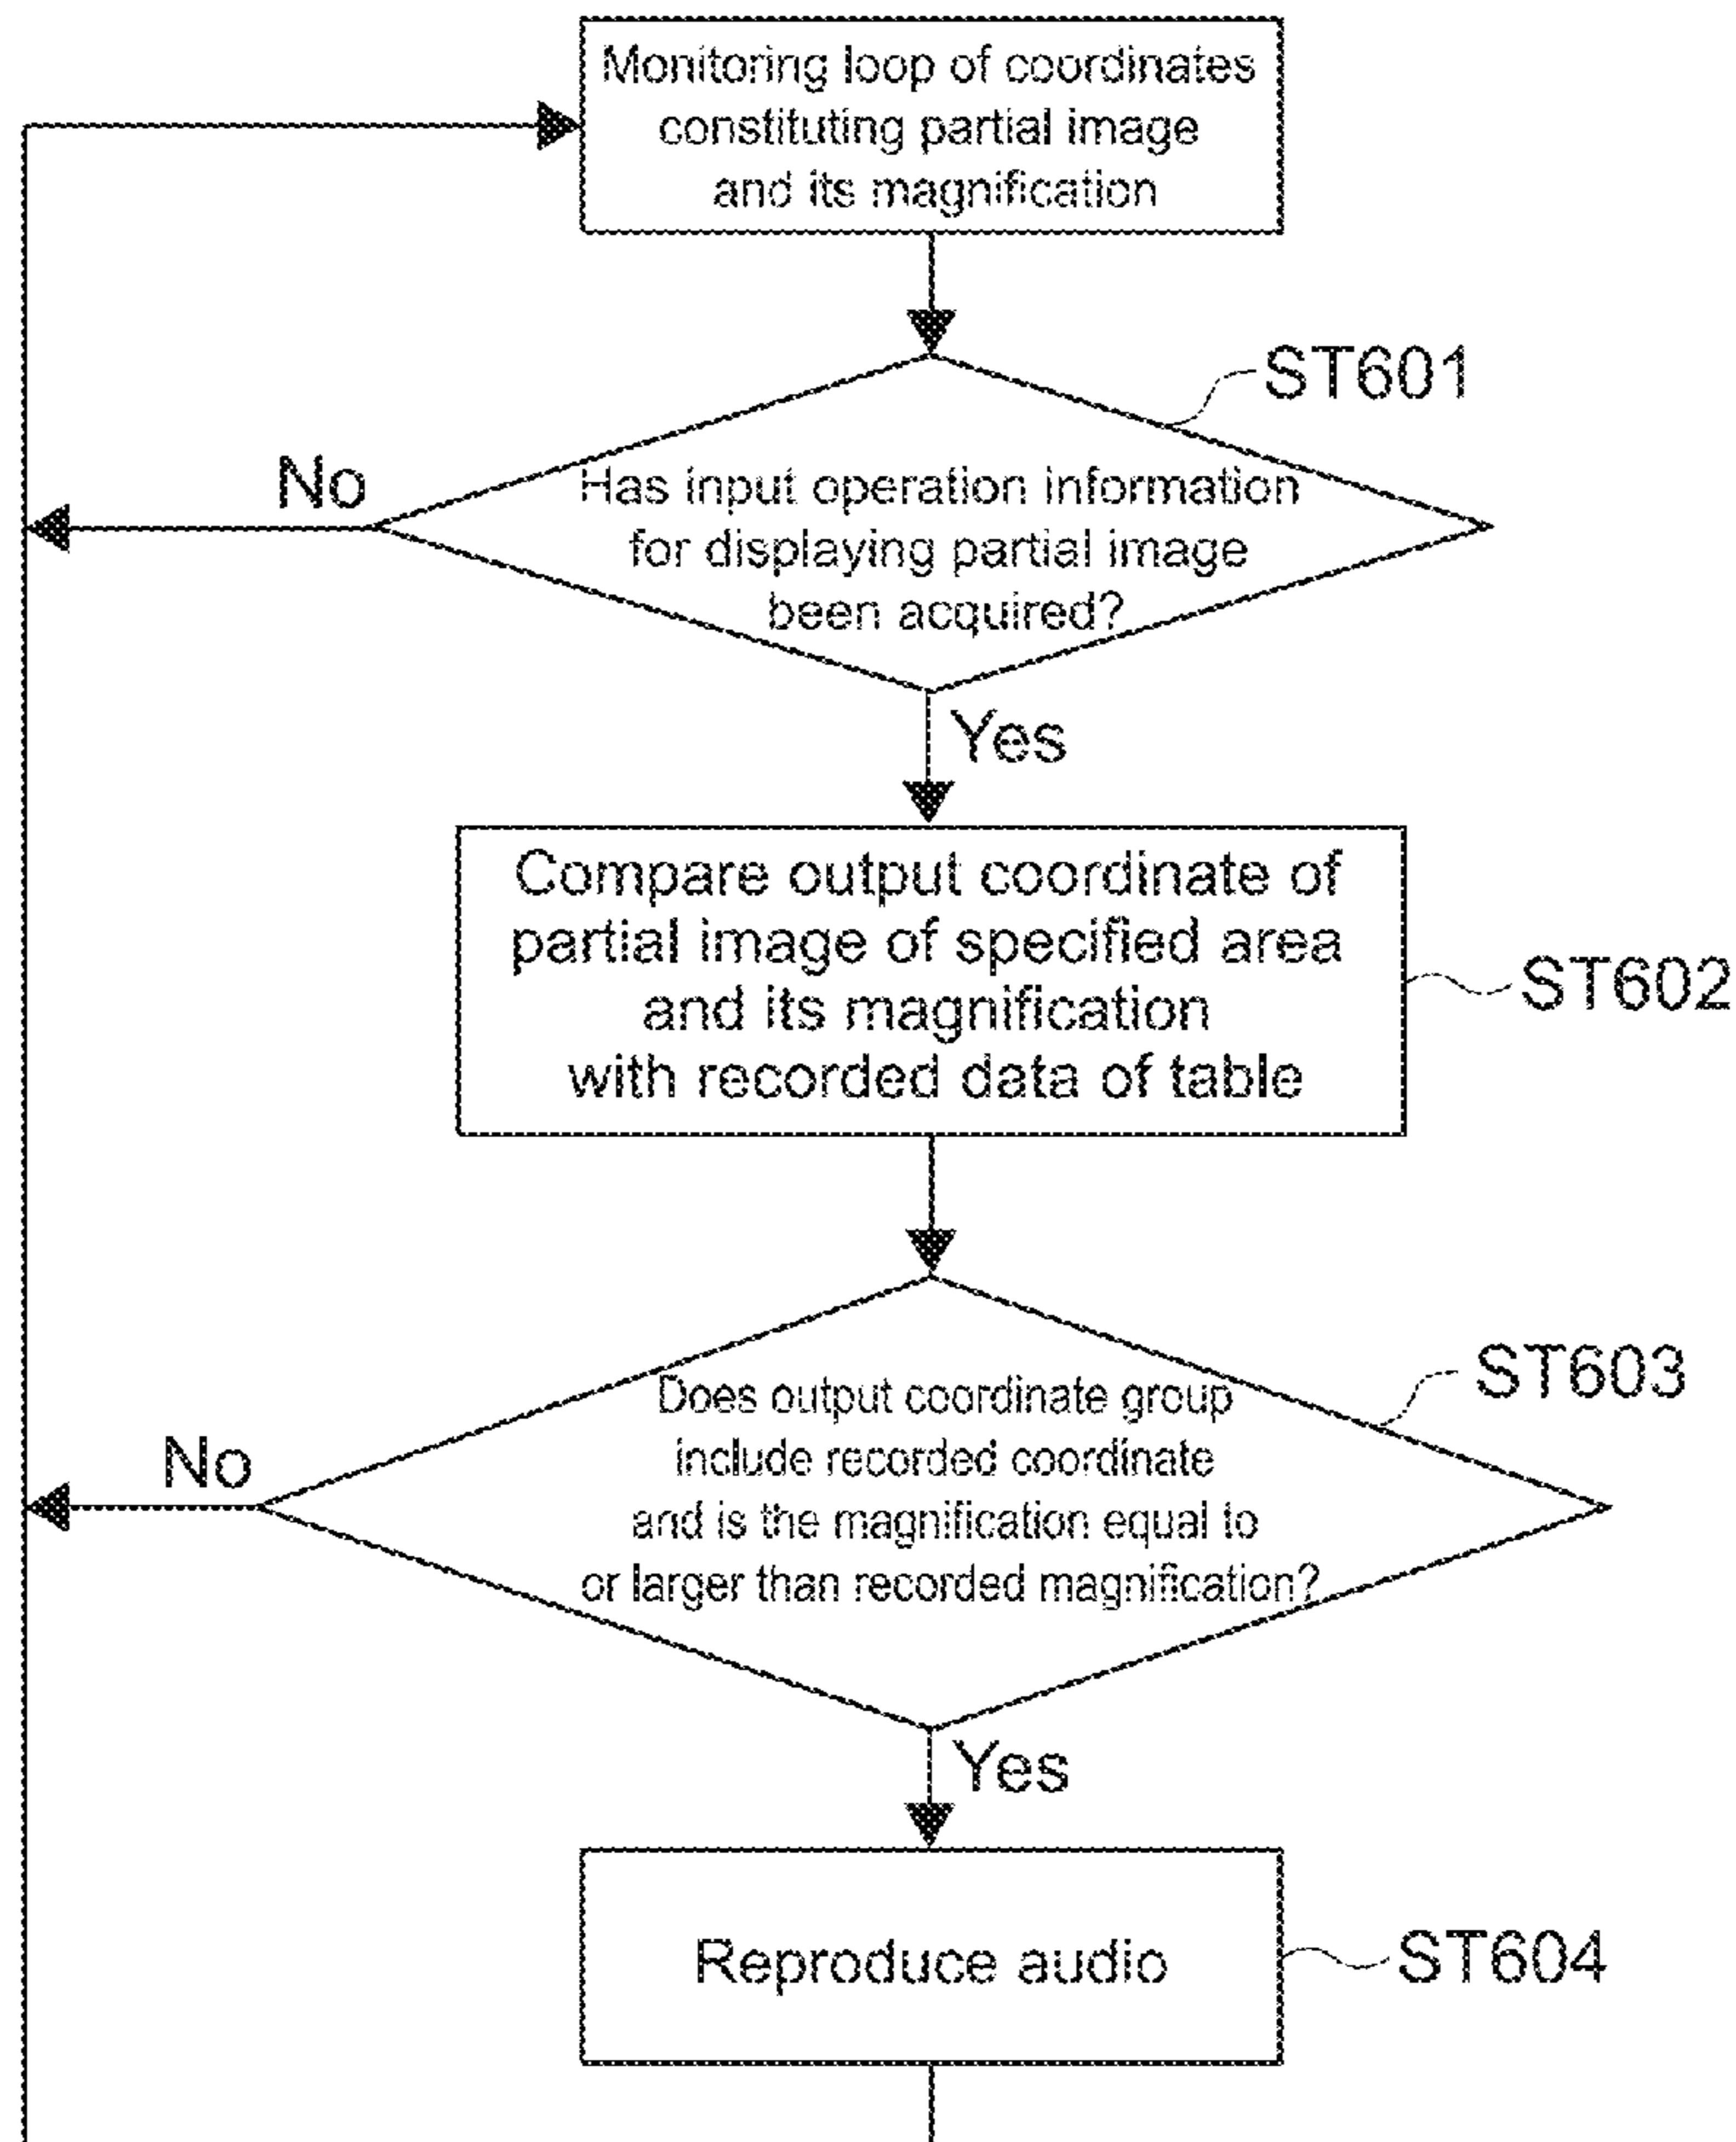 Monitoring loop of coordinates
constituting partial image
and its magnification
ST601
No
Has input operation information
for displaying partial image
been acquired?
Yes
Compare output coordinate of
partial image of specified area
and its magnification
with recorded data of table
ST602
ST603
No
Does output coordinate group
include recorded coordinate
and is the magnification equal to
or larger than recorded magnification?
Yes
Reproduce audio
ST604